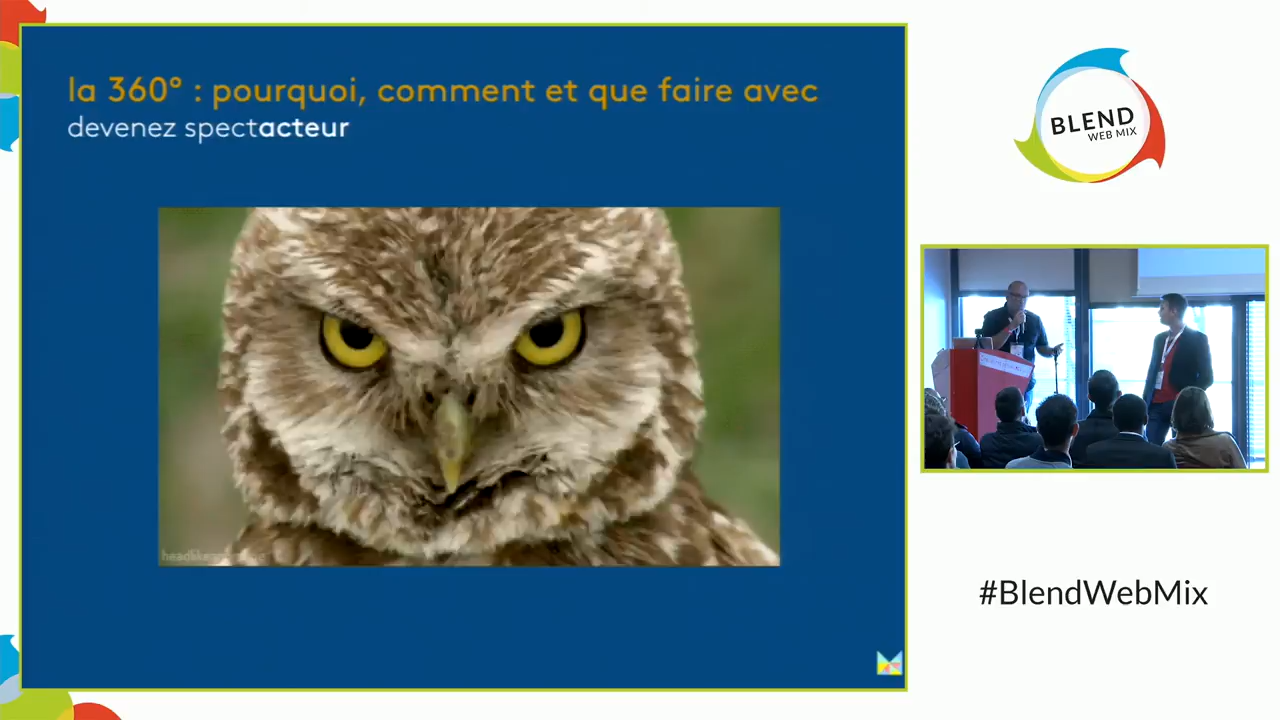 la 360° : pourquoi, comment et que faire avec
devenez spectacteur
BLEND
WEB MIX
#BlendWebMix